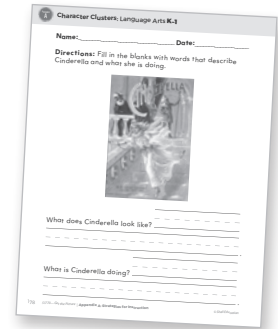 Character Clusters: Language Arts K-1
Name: Date:
Directions: Fill in the blanks with words that describe
Cinderella and what she is doing.
What does Cinderella look like?
What is Cinderella doing?